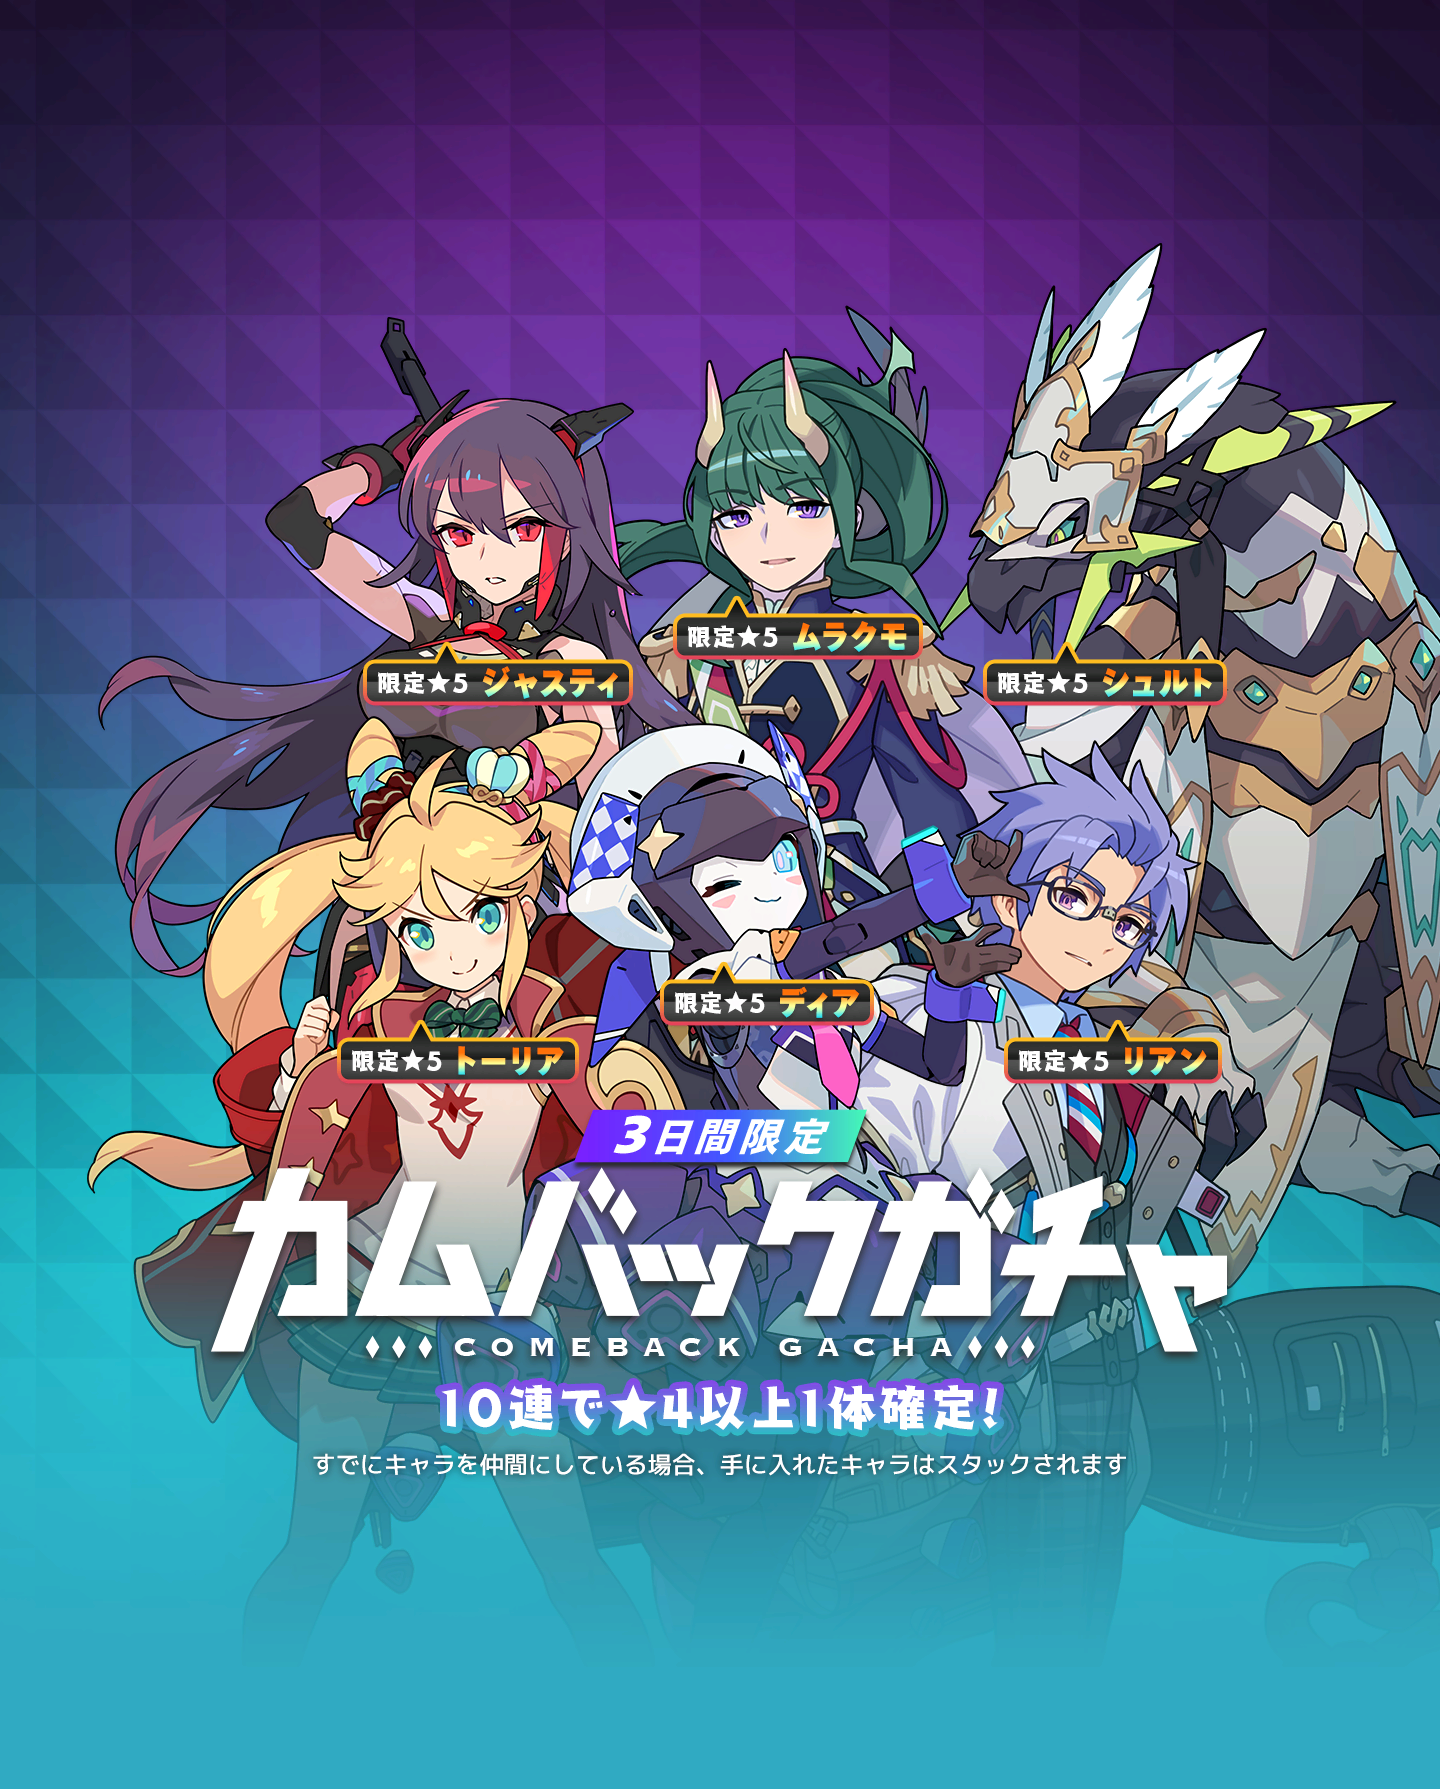 限定★5 ムラクモ
限定★5 ジャスティ
限定★5 シュルト
限定★5 ディア
限定★5 トーリア
限定★5 リアン
3日間限定
カムバックガチャ
COMEBACK GACHA
10連で★4以上1体確定!
すでにキャラを仲間にしている場合、手に入れたキャラはスタックされます